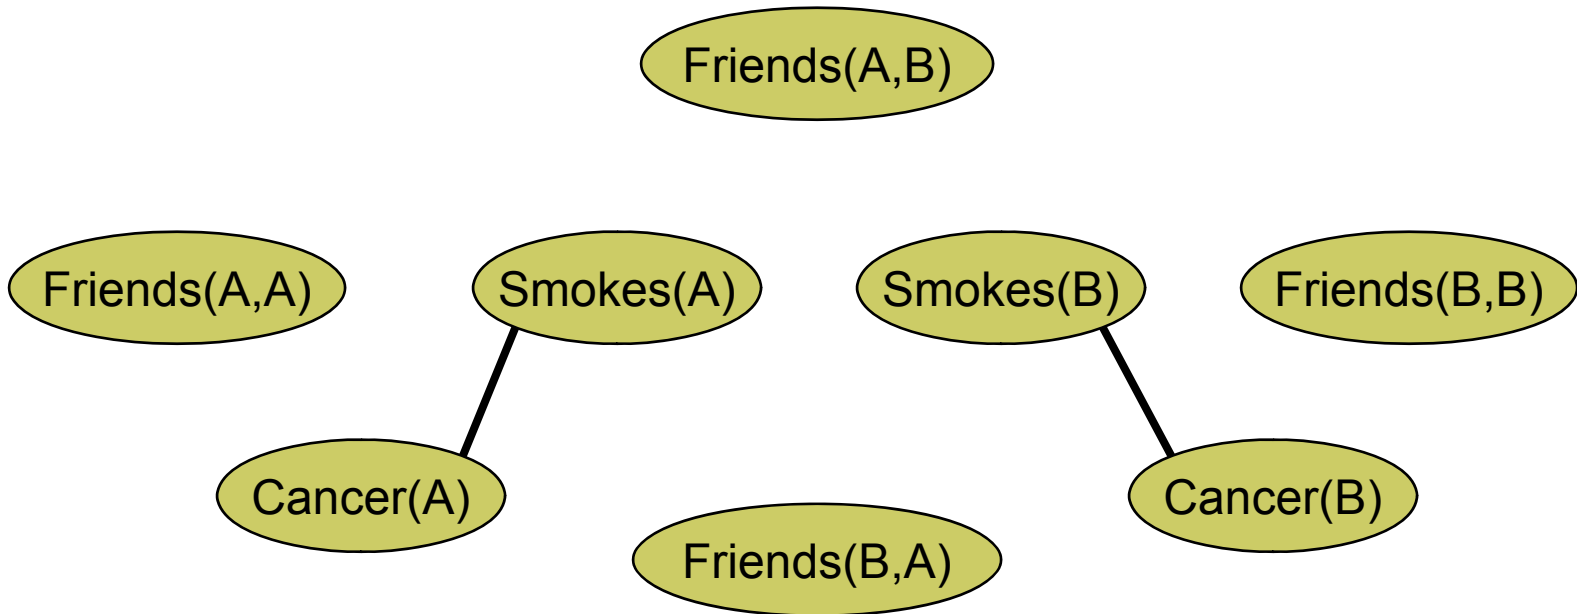 Friends(A,B)
Friends(A,A)
Smokes(A)
Smokes(B)
Friends(B,B)
Cancer(A)
Cancer(B)
Friends(B,A)